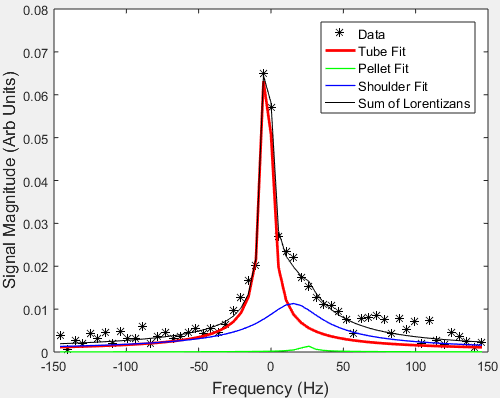 0.08
0.07
0.06
0.05
0.04
0.03
0.02
0.01
0
Signal Magnitude (Arb Units)
-150 -100 -50 0 50 100 150
Frequency (Hz)
Data
Tube Fit
Pellet Fit
Shoulder Fit
Sum of Lorentizans